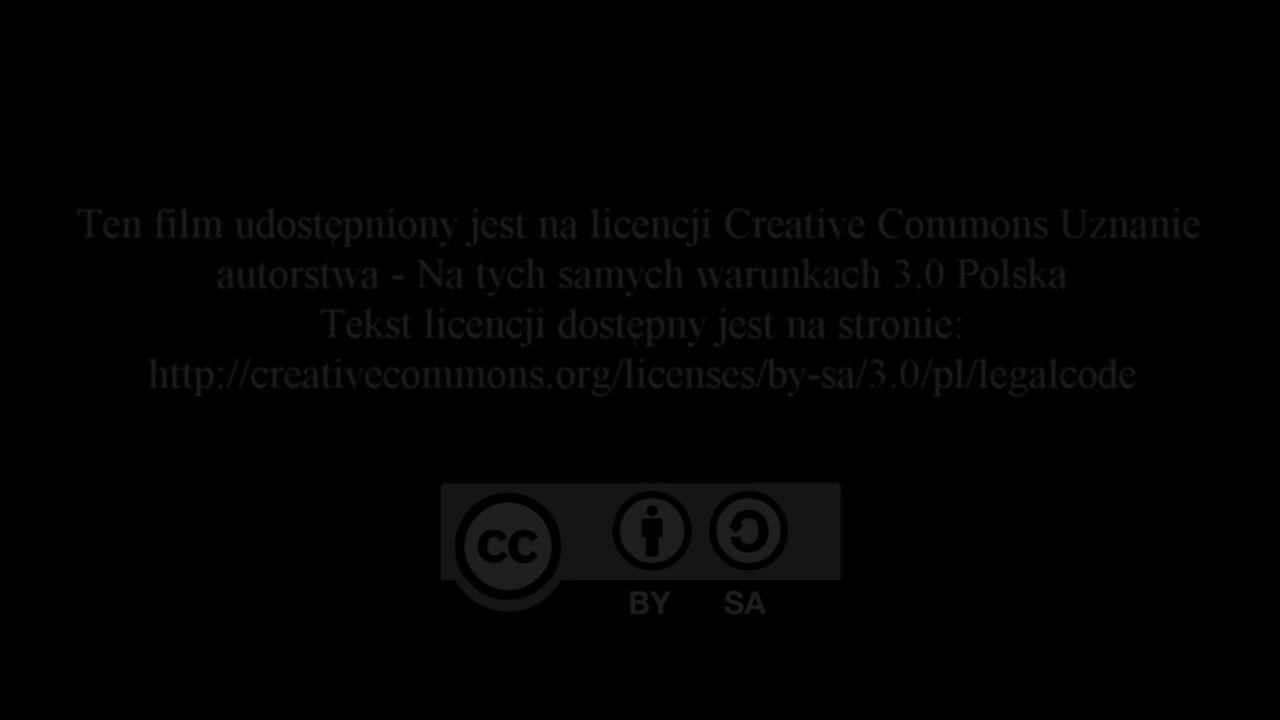 Ten film udostępniony jest na licencji Creative Commons Uznanie
autorstwa - Na tych samych warunkach 3.0 Polska
Tekst licencji dostępny jest na stronie:
http://creativecommons.org/licenses/by-sa/3.0/pl/legalcode
CC
BY SA